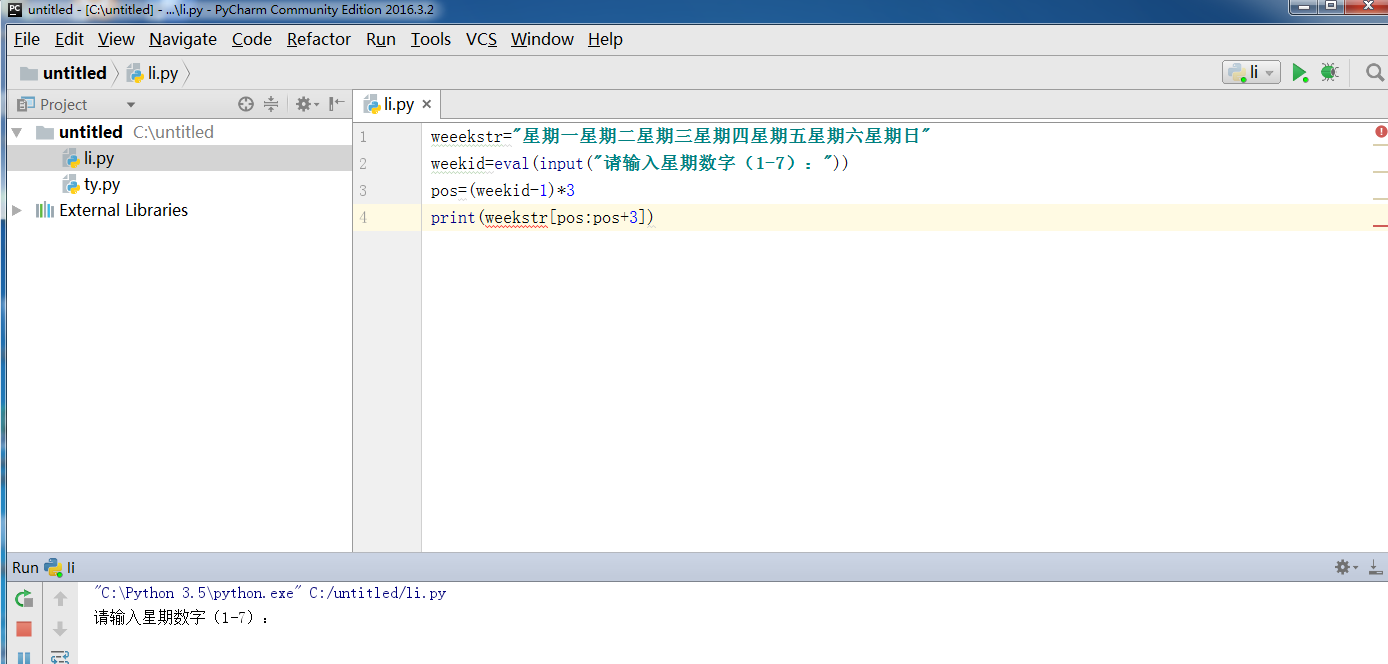 untitled - [C:\untitled] - ...\li.py - PyCharm Community Edition 2016.3.2
File Edit View Navigate Code Refactor Run Tools VCS Window Help
untitled li.py li
Project li.py
untitled C:\untitled
li.py
ty.py
External Libraries
1 weeekstr="星期一星期二星期三星期四星期五星期六星期日"
2 weekid=eval(input("请输入星期数字（1-7）："))
3 pos=(weekid-1)*3
4 print(weekstr[pos:pos+3])
Run li
"C:\Python 3.5\python.exe" C:/untitled/li.py
请输入星期数字（1-7）：